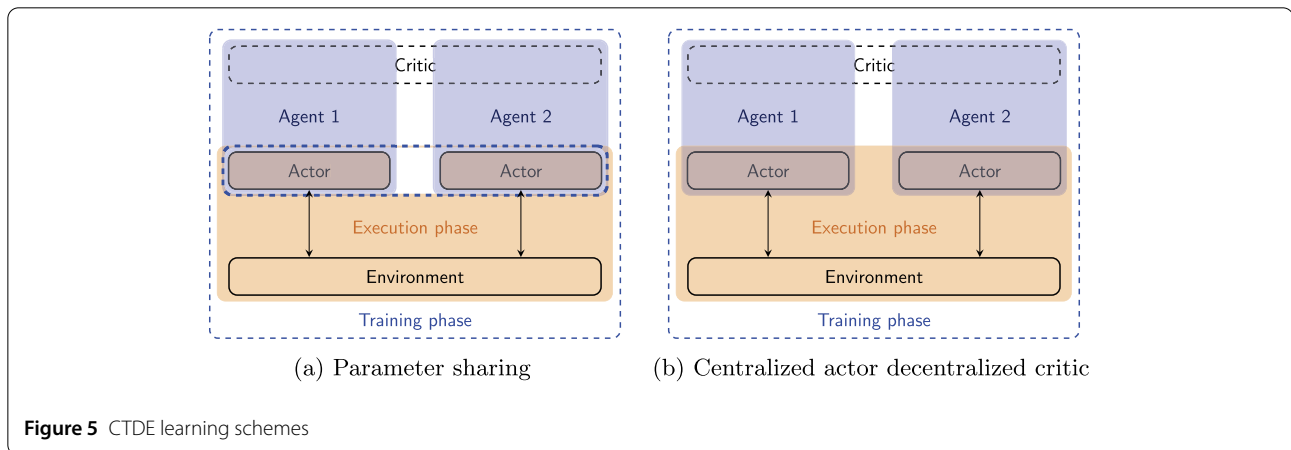 Critic
Agent 1
Agent 2
Actor
Actor
Execution phase
Environment
Training phase
(a) Parameter sharing
Critic
Agent 1
Agent 2
Actor
Actor
Execution phase
Environment
Training phase
(b) Centralized actor decentralized critic
Figure 5 CTDE learning schemes